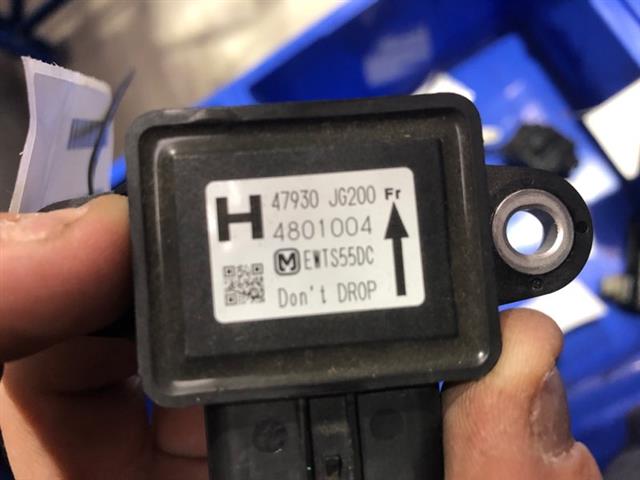 H 47930 JG200 Fr
4801004
M EWTS55DC
Don't DROP